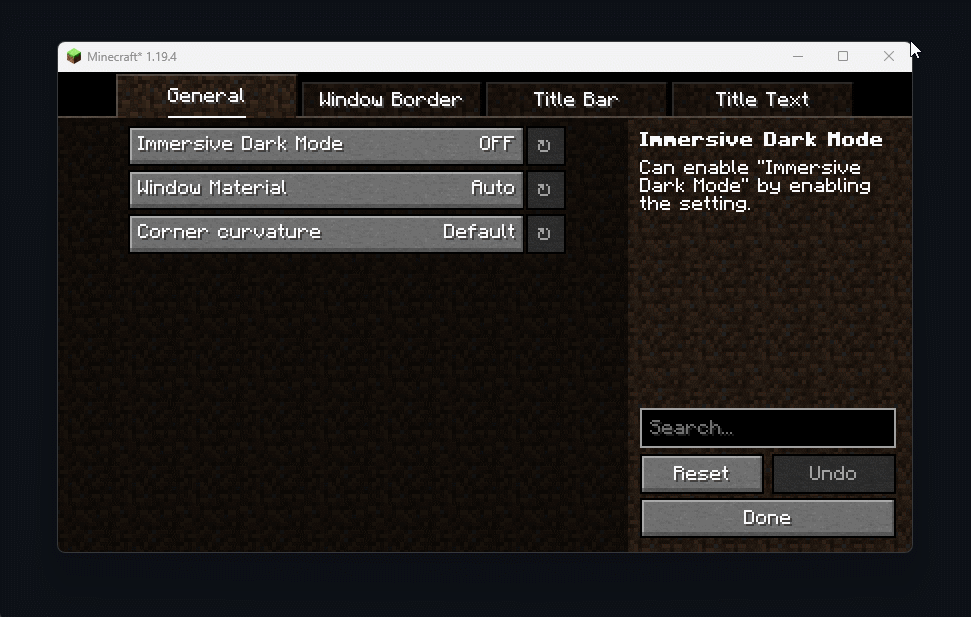 Minecraft* 1.19.4
General
Window Border
Title Bar
Title Text
Immersive Dark Mode OFF
Window Material Auto
Corner curvature Default
Immersive Dark Mode
Can enable "Immersive
Dark Mode" by enabling
the setting.
Search...
Reset
Undo
Done